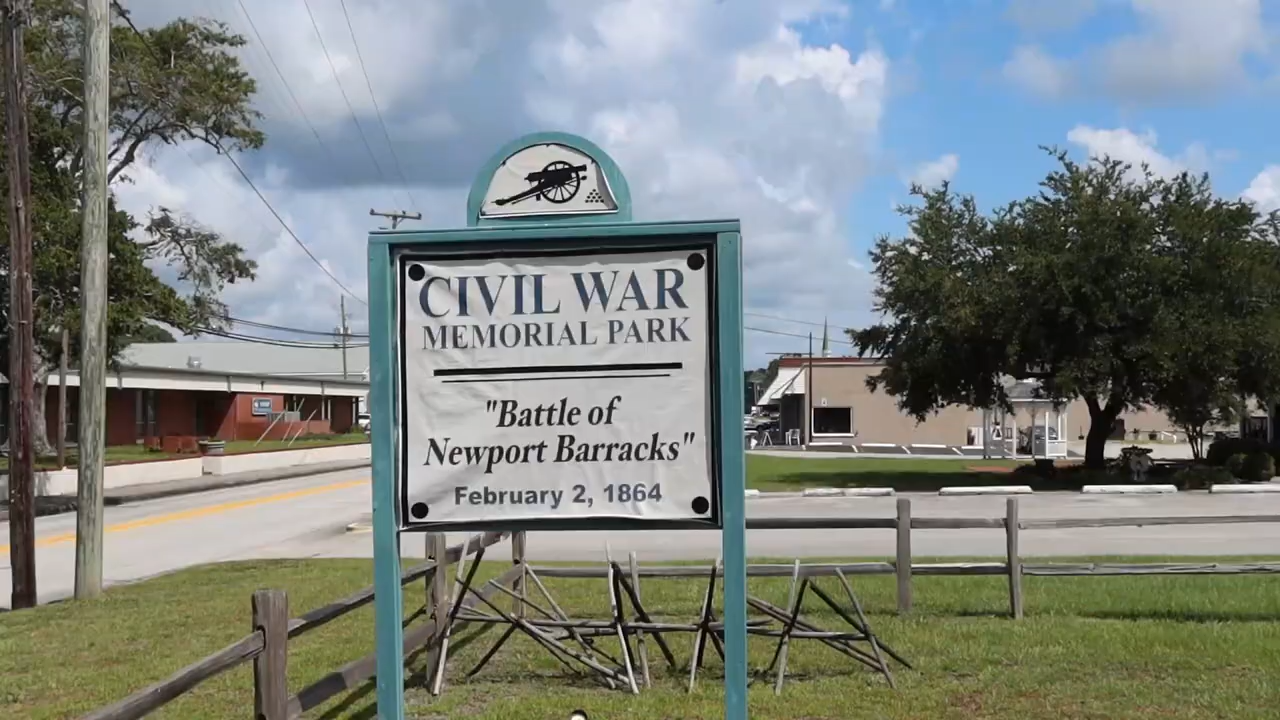 CIVIL WAR
MEMORIAL PARK
"Battle of
Newport Barracks"
February 2, 1864